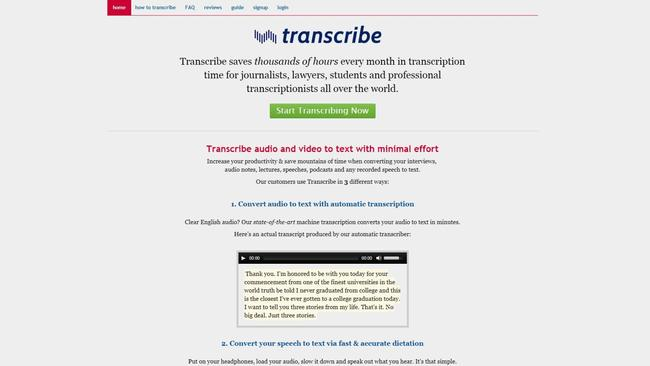 home how to transcribe FAQ reviews guide signup login
transcribe
Transcribe saves thousands of hours every month in transcription
time for journalists, lawyers, students and professional
transcriptionists all over the world.
Start Transcribing Now
Transcribe audio and video to text with minimal effort
Increase your productivity & save mountains of time when converting your interviews,
audio notes, lectures, speeches, podcasts and any recorded speech to text.
Our customers use Transcribe in 3 different ways:
1. Convert audio to text with automatic transcription
Clear English audio? Our state-of-the-art machine transcription converts your audio to text in minutes.
Here's an actual transcript produced by our automatic transcriber:
00:00 00:00
Thank you. I'm honored to be with you today for your
commencement from one of the finest universities in the
world truth be told I never graduated from college and this
is the closest I've ever gotten to a college graduation today.
I want to tell you three stories from my life. That's it. No
big deal. Just three stories.
2. Convert your speech to text via fast & accurate dictation
Put on your headphones, load your audio, slow it down and speak out what you hear. It's that simple.